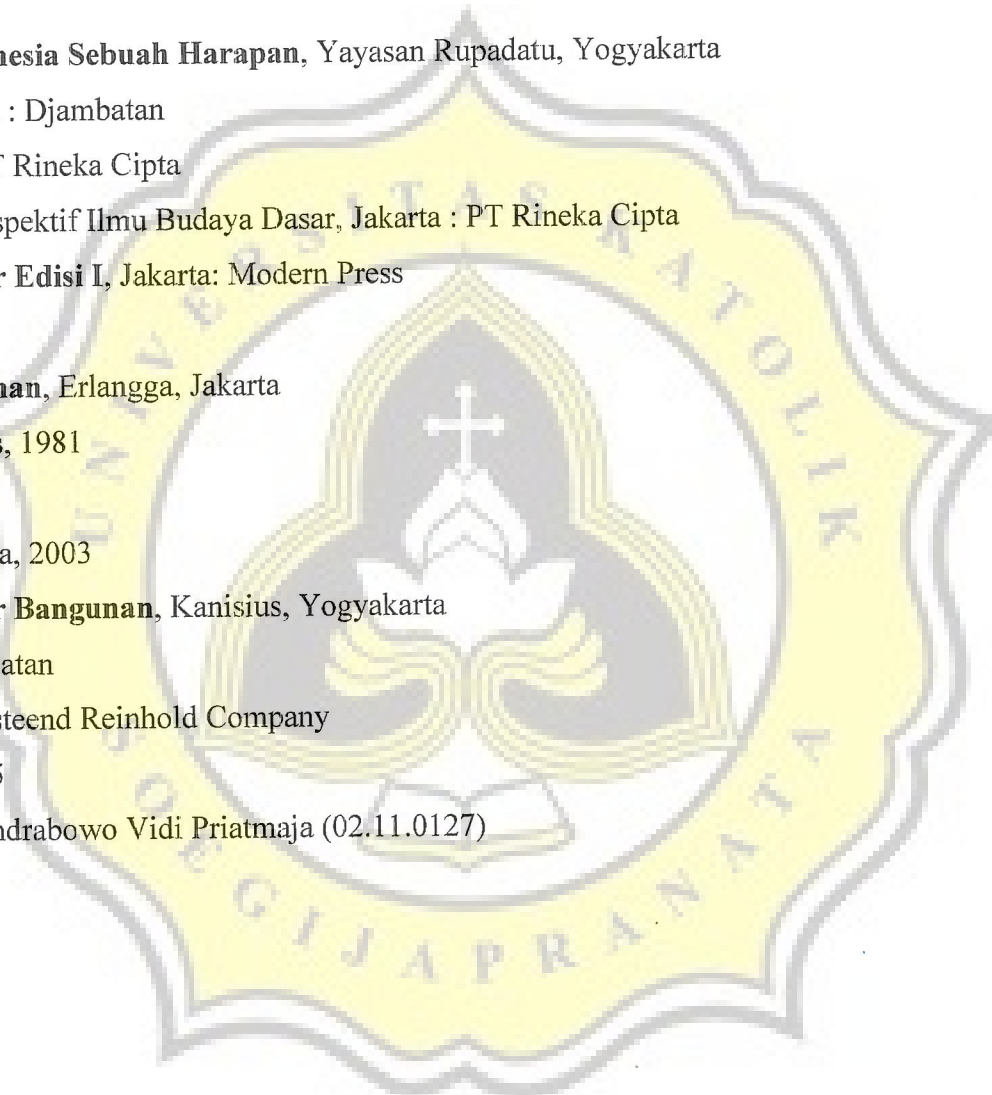 nesia Sebuah Harapan, Yayasan Rupadatu, Yogyakarta
: Djambatan
Rineka Cipta
spektif Ilmu Budaya Dasar, Jakarta : PT Rineka Cipta
r Edisi I, Jakarta: Modern Press
nan, Erlangga, Jakarta
s, 1981
a, 2003
r Bangunan, Kanisius, Yogyakarta
atan
steend Reinhold Company
ndrabowo Vidi Priatmaja (02.11.0127)
UNIVERSITAS KATOLIK
SOEGIJAPRANATA